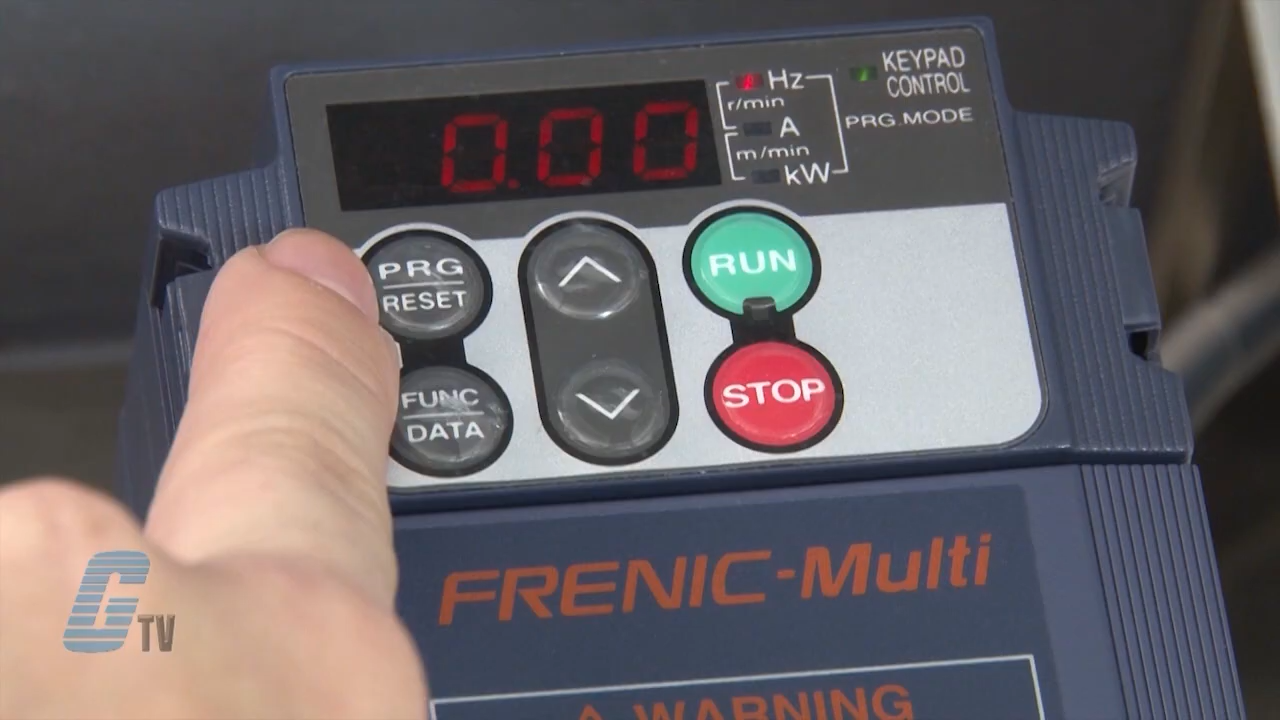 0.00
Hz
r/min
A
m/min
kW
KEYPAD
CONTROL
PRG.MODE
PRG
RESET
FUNC
DATA
RUN
STOP
FRENIC-Multi
WARNING
G TV